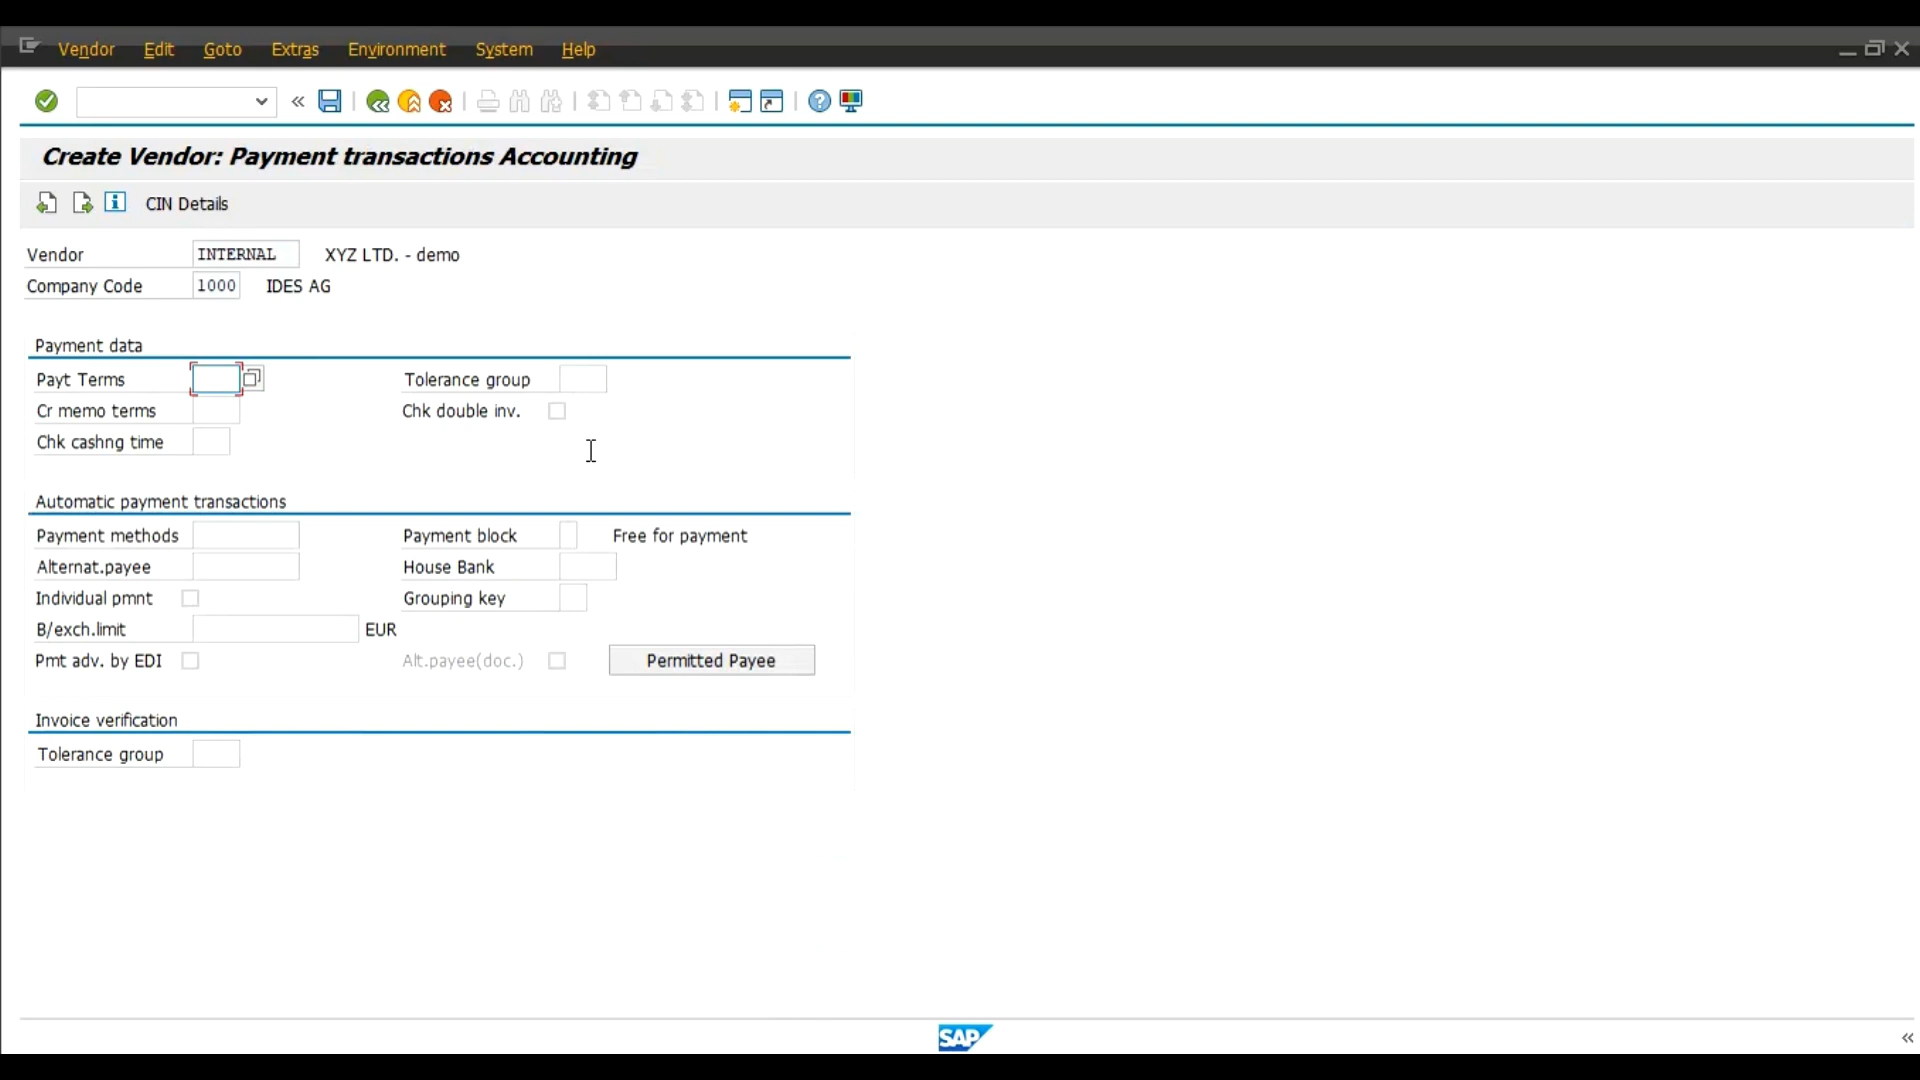 Vendor Edit Goto Extras Environment System Help
Create Vendor: Payment transactions Accounting
CIN Details
Vendor INTERNAL XYZ LTD. - demo
Company Code 1000 IDES AG
Payment data
Payt Terms Tolerance group
Cr memo terms Chk double inv.
Chk cashng time
Automatic payment transactions
Payment methods Payment block Free for payment
Alternat.payee House Bank
Individual pmnt Grouping key
B/exch.limit EUR
Pmt adv. by EDI Alt.payee(doc.) Permitted Payee
Invoice verification
Tolerance group
SAP